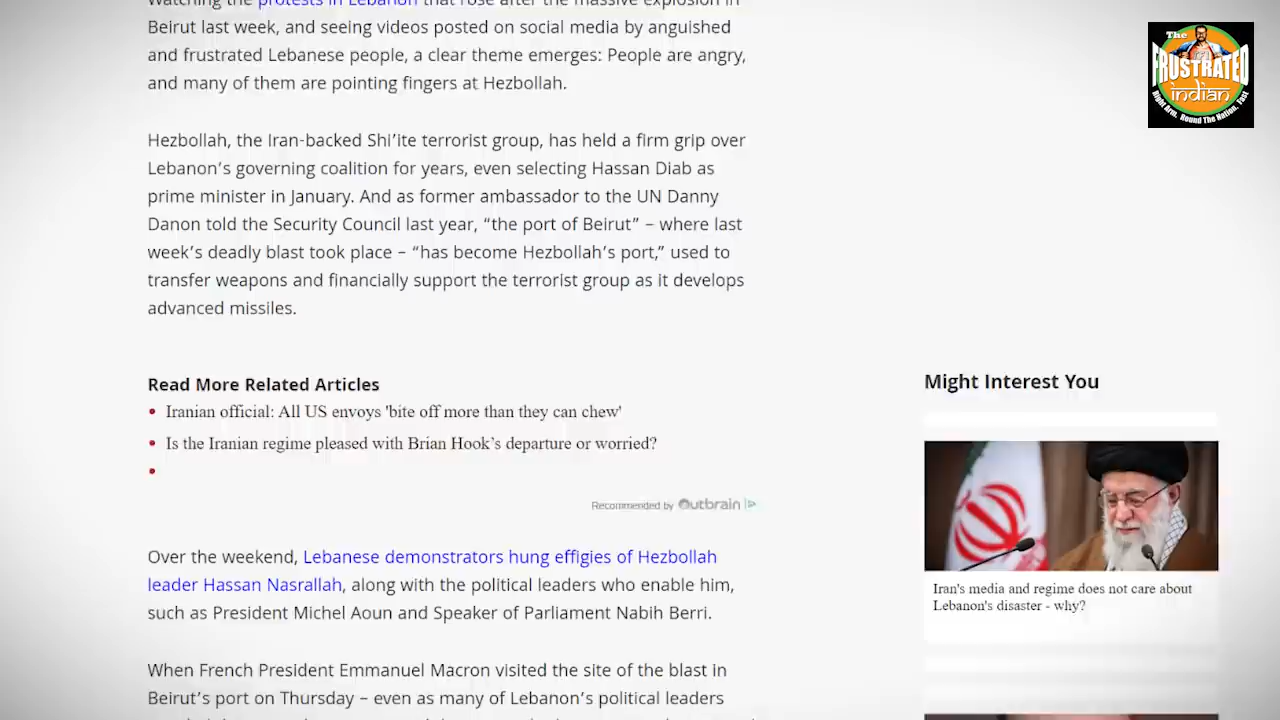 Watching the protests in Lebanon that rose after the massive explosion in
Beirut last week, and seeing videos posted on social media by anguished
and frustrated Lebanese people, a clear theme emerges: People are angry,
and many of them are pointing fingers at Hezbollah.
Hezbollah, the Iran-backed Shi’ite terrorist group, has held a firm grip over
Lebanon’s governing coalition for years, even selecting Hassan Diab as
prime minister in January. And as former ambassador to the UN Danny
Danon told the Security Council last year, “the port of Beirut” – where last
week’s deadly blast took place – “has become Hezbollah’s port,” used to
transfer weapons and financially support the terrorist group as it develops
advanced missiles.
Read More Related Articles
• Iranian official: All US envoys 'bite off more than they can chew'
• Is the Iranian regime pleased with Brian Hook’s departure or worried?
•
Recommended by Outbrain
Over the weekend, Lebanese demonstrators hung effigies of Hezbollah
leader Hassan Nasrallah, along with the political leaders who enable him,
such as President Michel Aoun and Speaker of Parliament Nabih Berri.
When French President Emmanuel Macron visited the site of the blast in
Beirut’s port on Thursday – even as many of Lebanon’s political leaders
Might Interest You
Iran's media and regime does not care about
Lebanon's disaster - why?
The
FRUSTRATED
indian
Right Arm, Round The Nation, Fast